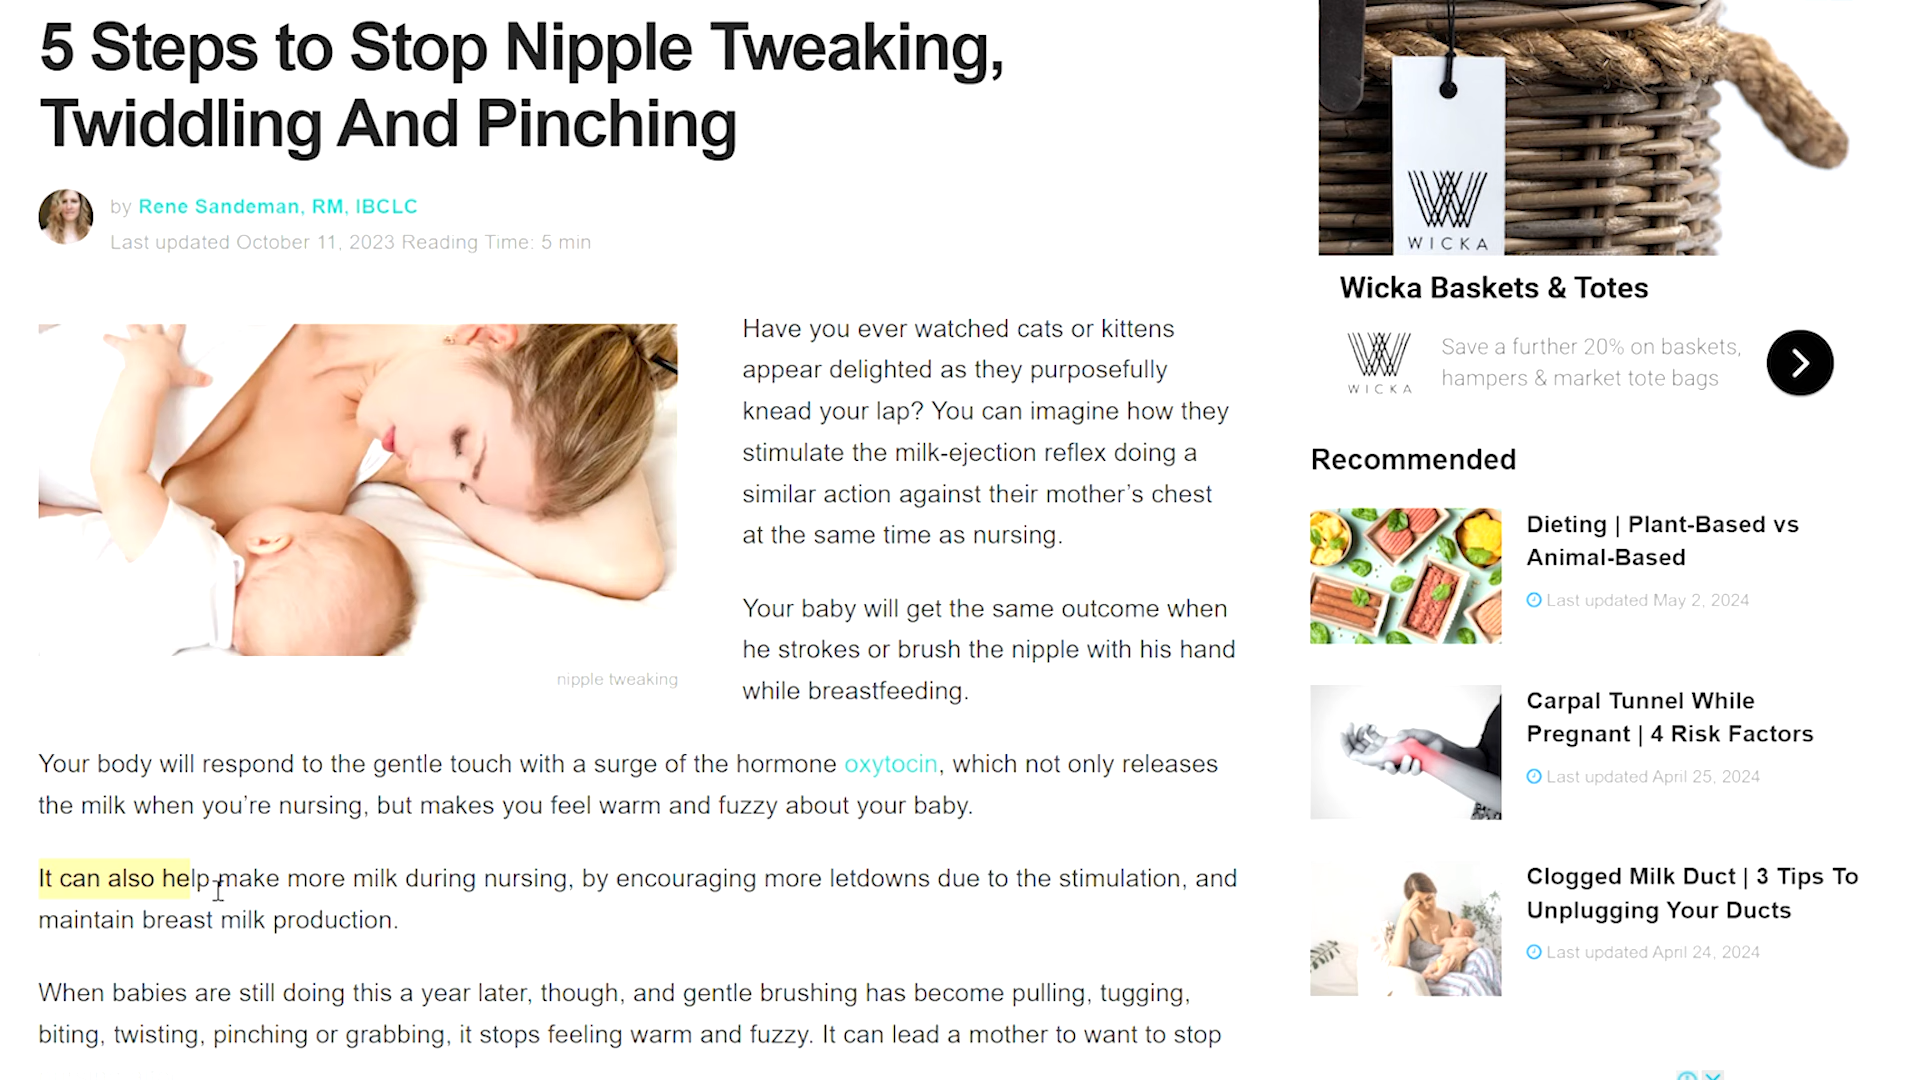 5 Steps to Stop Nipple Tweaking,
Twiddling And Pinching
by Rene Sandeman, RM, IBCLC
Last updated October 11, 2023 Reading Time: 5 min
nipple tweaking
Have you ever watched cats or kittens
appear delighted as they purposefully
knead your lap? You can imagine how they
stimulate the milk-ejection reflex doing a
similar action against their mother's chest
at the same time as nursing.
Your baby will get the same outcome when
he strokes or brush the nipple with his hand
while breastfeeding.
Your body will respond to the gentle touch with a surge of the hormone oxytocin, which not only releases
the milk when you're nursing, but makes you feel warm and fuzzy about your baby.
It can also help make more milk during nursing, by encouraging more letdowns due to the stimulation, and
maintain breast milk production.
When babies are still doing this a year later, though, and gentle brushing has become pulling, tugging,
biting, twisting, pinching or grabbing, it stops feeling warm and fuzzy. It can lead a mother to want to stop
WICKA
Wicka Baskets & Totes
WICKA
Save a further 20% on baskets,
hampers & market tote bags
Recommended
Dieting | Plant-Based vs
Animal-Based
Last updated May 2, 2024
Carpal Tunnel While
Pregnant | 4 Risk Factors
Last updated April 25, 2024
Clogged Milk Duct | 3 Tips To
Unplugging Your Ducts
Last updated April 24, 2024